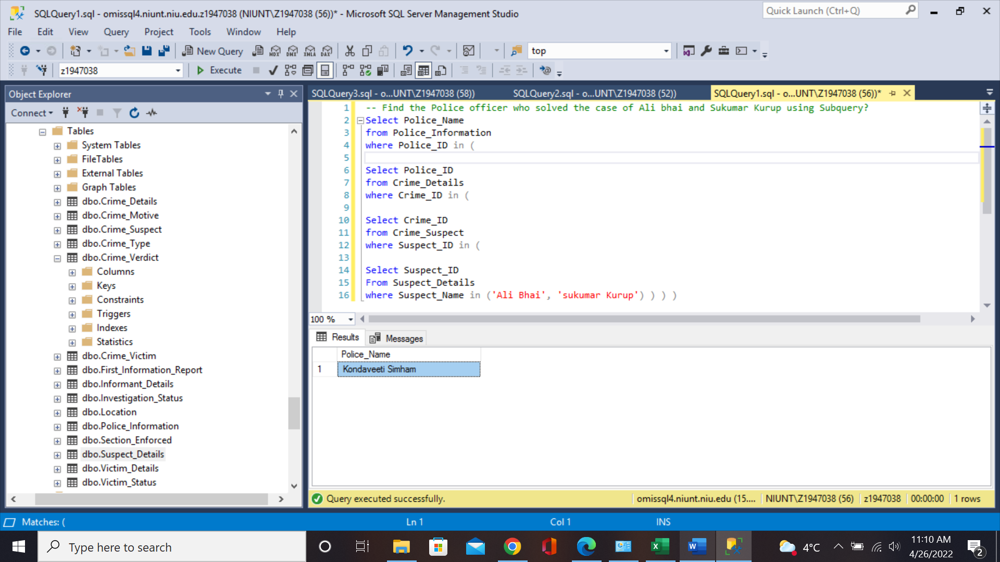 SQLQuery1.sql - omissql4.niunt.niu.edu.z1947038 (NIUNT\Z1947038 (56))* - Microsoft SQL Server Management Studio
Quick Launch (Ctrl+Q)
File Edit View Query Project Tools Window Help
New Query MDX DMX XMLA DAX top
z1947038 Execute
Object Explorer
Connect
Tables
System Tables
FileTables
External Tables
Graph Tables
dbo.Crime_Details
dbo.Crime_Motive
dbo.Crime_Suspect
dbo.Crime_Type
dbo.Crime_Verdict
Columns
Keys
Constraints
Triggers
Indexes
Statistics
dbo.Crime_Victim
dbo.First_Information_Report
dbo.Informant_Details
dbo.Investigation_Status
dbo.Location
dbo.Police_Information
dbo.Section_Enforced
dbo.Suspect_Details
dbo.Victim_Details
dbo.Victim_Status
SQLQuery3.sql - o...UNT\Z1947038 (58)) SQLQuery2.sql - o...UNT\Z1947038 (52)) SQLQuery1.sql - o...UNT\Z1947038 (56))*
1 -- Find the Police officer who solved the case of Ali bhai and Sukumar Kurup using Subquery?
2 Select Police_Name
3 from Police_Information
4 where Police_ID in (
5
6 Select Police_ID
7 from Crime_Details
8 where Crime_ID in (
9
10 Select Crime_ID
11 from Crime_Suspect
12 where Suspect_ID in (
13
14 Select Suspect_ID
15 From Suspect_Details
16 where Suspect_Name in ('Ali Bhai', 'sukumar Kurup') ) ) )
100 %
Results Messages
Police_Name
1 Kondaveeti Simham
Query executed successfully. omissql4.niunt.niu.edu (15.... NIUNT\Z1947038 (56) z1947038 00:00:00 1 rows
Matches: ( Ln 1 Col 1 INS
Type here to search
4°C
11:10 AM
4/26/2022
2